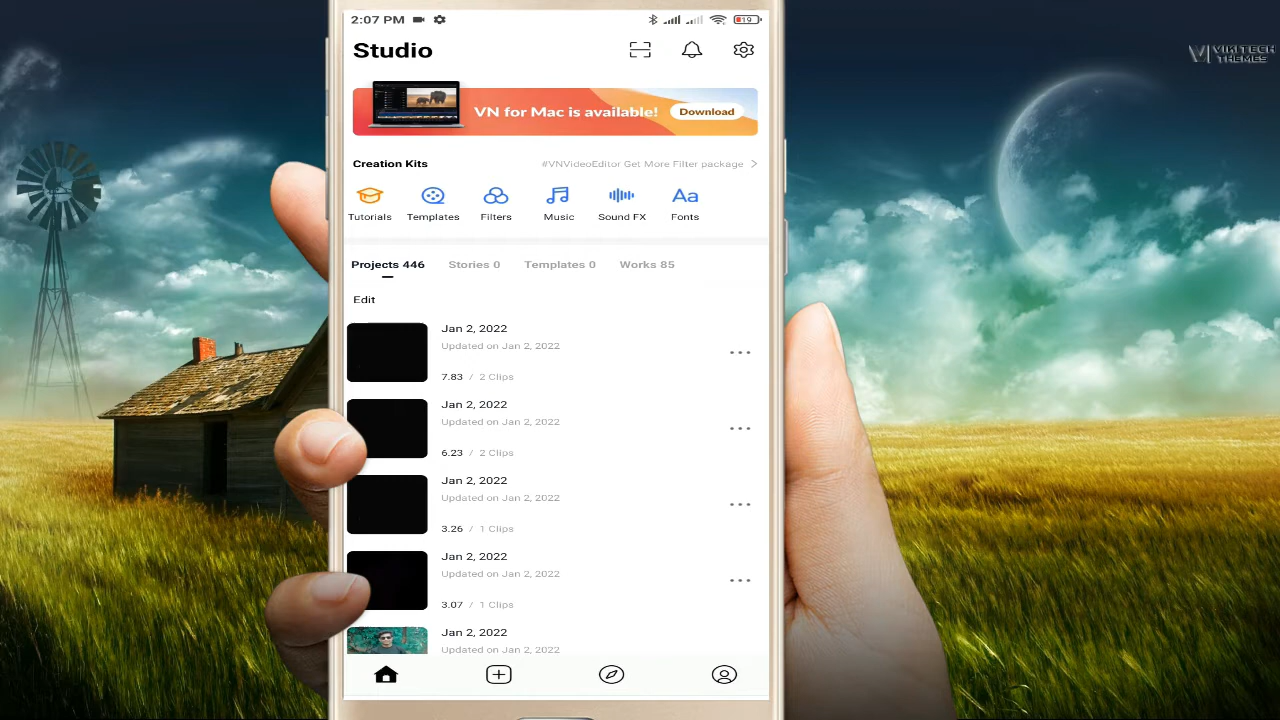 2:07 PM
19
Studio
VIKITECH
THEMES
VN for Mac is available!
Download
Creation Kits
#VNVideoEditor Get More Filter package
Tutorials
Templates
Filters
Music
Sound FX
Aa
Fonts
Projects 446
Stories 0
Templates 0
Works 85
Edit
Jan 2, 2022
Updated on Jan 2, 2022
7.83 / 2 Clips
Jan 2, 2022
Updated on Jan 2, 2022
6.23 / 2 Clips
Jan 2, 2022
Updated on Jan 2, 2022
3.26 / 1 Clips
Jan 2, 2022
Updated on Jan 2, 2022
3.07 / 1 Clips
Jan 2, 2022
Updated on Jan 2, 2022